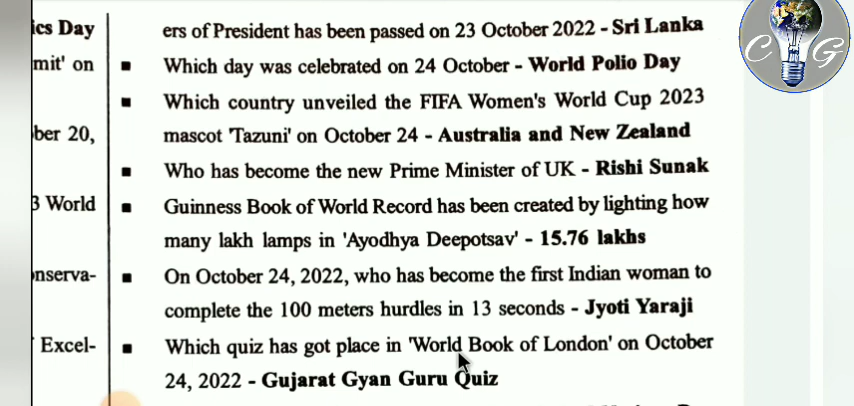 ics Day
mit' on
ber 20,
3 World
onserva-
Excel-
ers of President has been passed on 23 October 2022 - Sri Lanka
▪ Which day was celebrated on 24 October - World Polio Day
▪ Which country unveiled the FIFA Women's World Cup 2023
mascot 'Tazuni' on October 24 - Australia and New Zealand
▪ Who has become the new Prime Minister of UK - Rishi Sunak
▪ Guinness Book of World Record has been created by lighting how
many lakh lamps in 'Ayodhya Deepotsav' - 15.76 lakhs
▪ On October 24, 2022, who has become the first Indian woman to
complete the 100 meters hurdles in 13 seconds - Jyoti Yaraji
▪ Which quiz has got place in 'World Book of London' on October
24, 2022 - Gujarat Gyan Guru Quiz
C G